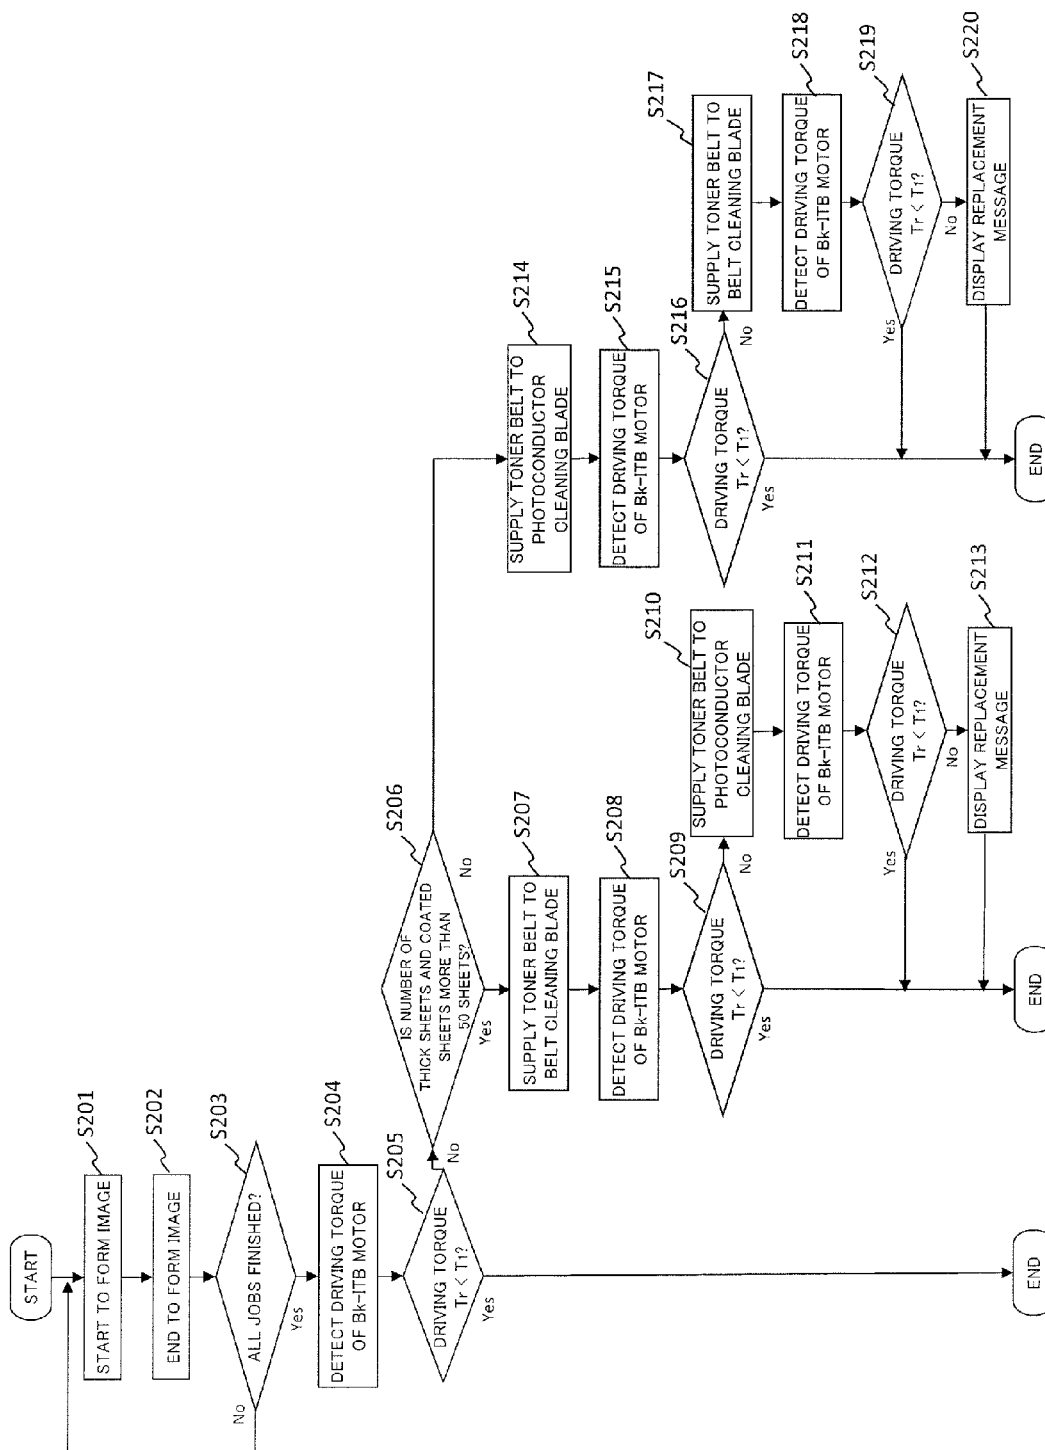 START
S201
START TO FORM IMAGE
S202
END TO FORM IMAGE
S203
ALL JOBS FINISHED?
No
Yes
S204
DETECT DRIVING TORQUE
OF Bk-ITB MOTOR
S205
DRIVING TORQUE
Tr < T1?
No
Yes
END
S206
IS NUMBER OF
THICK SHEETS AND COATED
SHEETS MORE THAN
50 SHEETS?
No
Yes
S207
SUPPLY TONER BELT TO
BELT CLEANING BLADE
S208
DETECT DRIVING TORQUE
OF Bk-ITB MOTOR
S209
DRIVING TORQUE
Tr < T1?
No
Yes
S210
SUPPLY TONER BELT TO
PHOTOCONDUCTOR
CLEANING BLADE
S211
DETECT DRIVING TORQUE
OF Bk-ITB MOTOR
S212
DRIVING TORQUE
Tr < T1?
Yes
No
S213
DISPLAY REPLACEMENT
MESSAGE
END
S214
SUPPLY TONER BELT TO
PHOTOCONDUCTOR
CLEANING BLADE
S215
DETECT DRIVING TORQUE
OF Bk-ITB MOTOR
S216
DRIVING TORQUE
Tr < T1?
No
Yes
S217
SUPPLY TONER BELT TO
BELT CLEANING BLADE
S218
DETECT DRIVING TORQUE
OF Bk-ITB MOTOR
S219
DRIVING TORQUE
Tr < T1?
Yes
No
S220
DISPLAY REPLACEMENT
MESSAGE
END